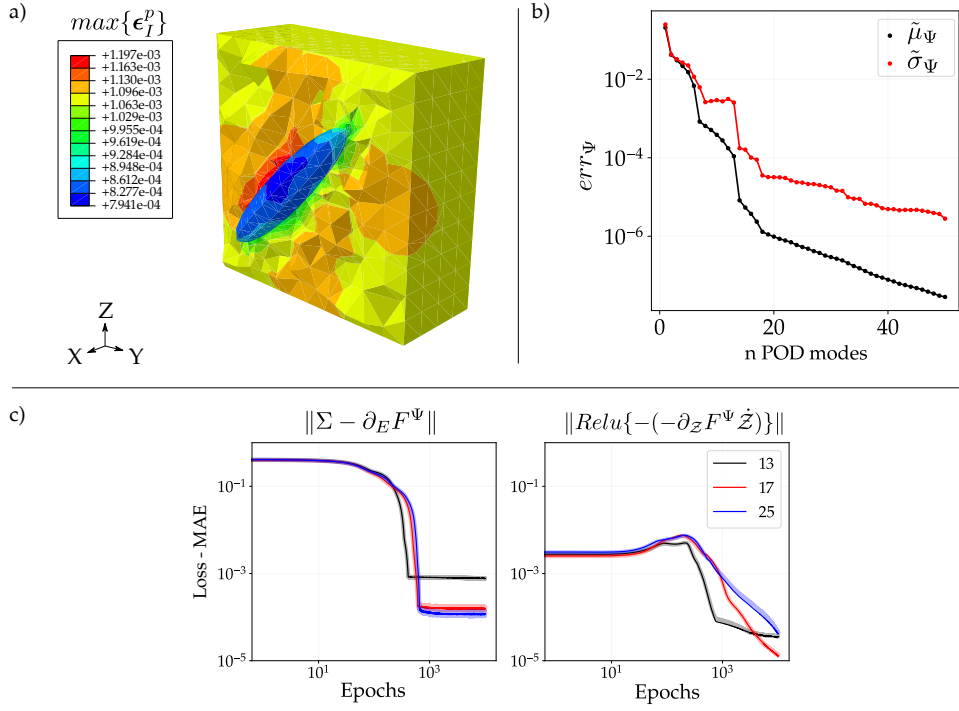 a)
max{ϵ_I^p}
+1.197e-03
+1.163e-03
+1.130e-03
+1.096e-03
+1.063e-03
+1.029e-03
+9.955e-04
+9.619e-04
+9.284e-04
+8.948e-04
+8.612e-04
+8.277e-04
+7.941e-04
Z
X
Y
b)
μ̃_Ψ
σ̃_Ψ
10^−2
10^−4
10^−6
err_Ψ
0
20
40
n POD modes
c)
∥Σ − ∂_E F^Ψ∥
10^−1
10^−3
10^−5
Loss - MAE
10^1
10^3
Epochs
∥Relu{−(−∂_𝒵 F^Ψ 𝒵̇)}∥
13
17
25
10^−1
10^−3
10^−5
10^1
10^3
Epochs